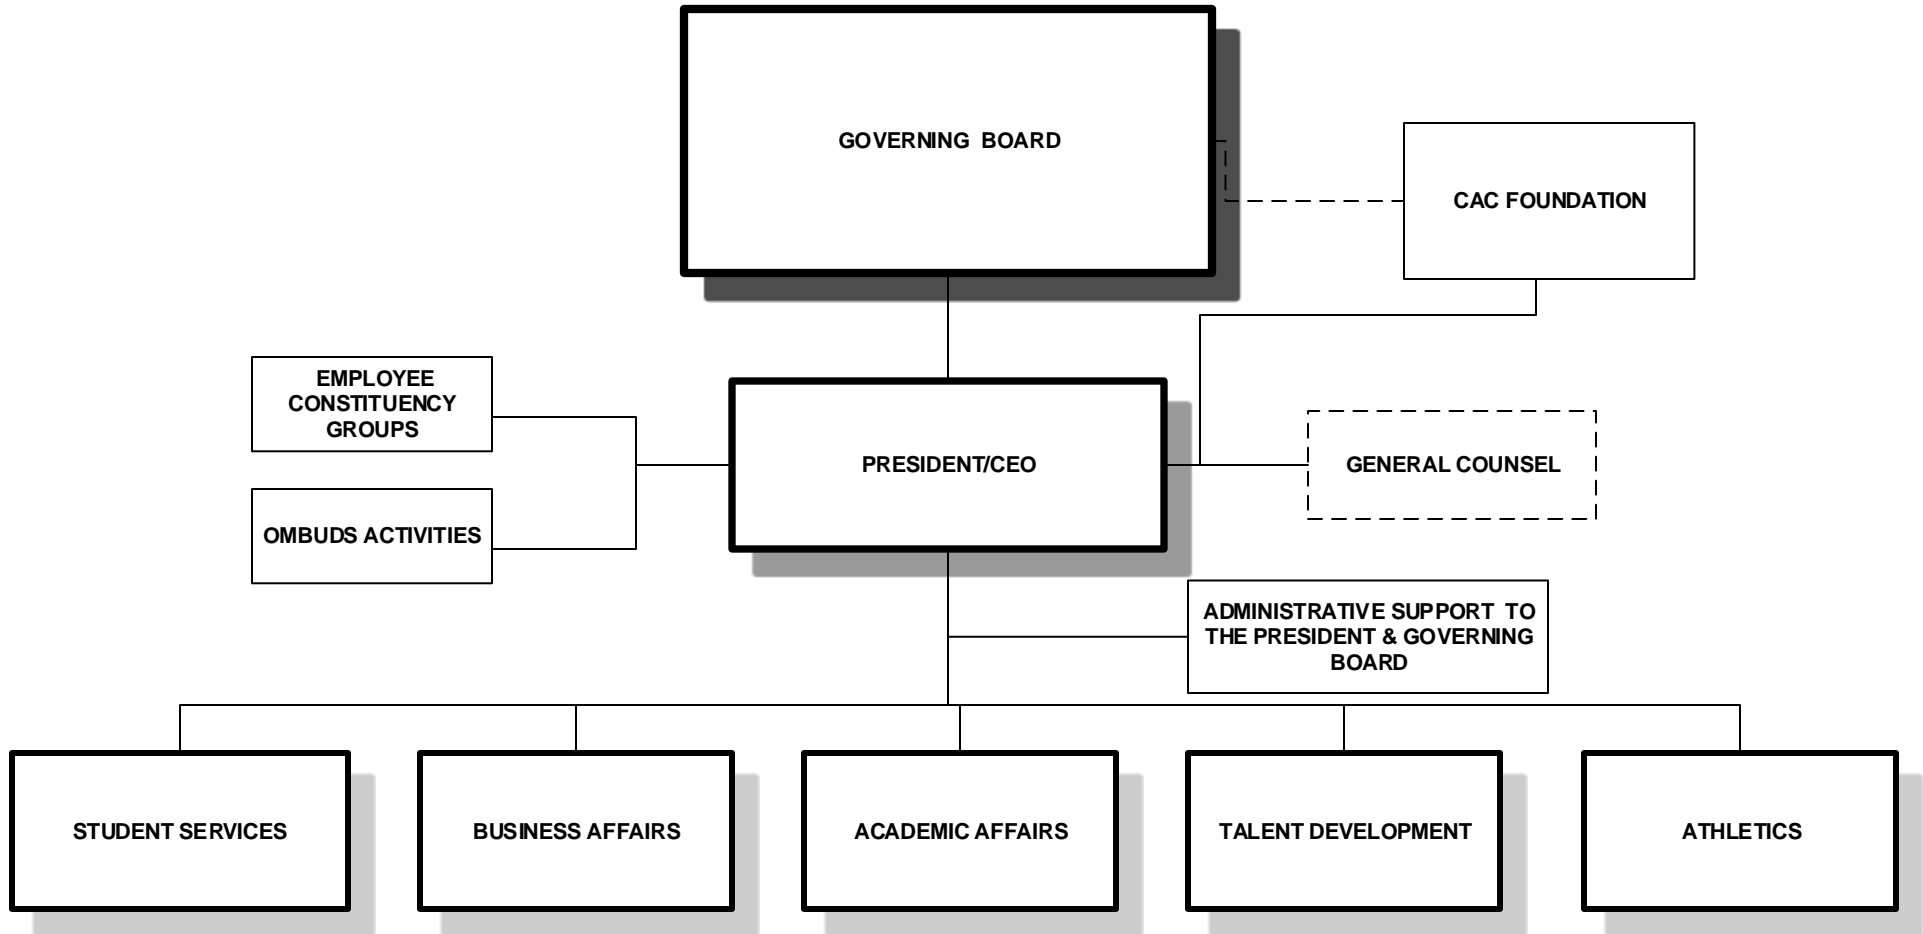 GOVERNING  BOARD
CAC FOUNDATION
EMPLOYEE
CONSTITUENCY
GROUPS
PRESIDENT/CEO
GENERAL COUNSEL
OMBUDS ACTIVITIES
ADMINISTRATIVE SUPPORT  TO
THE PRESIDENT & GOVERNING
BOARD
STUDENT SERVICES
BUSINESS AFFAIRS
ACADEMIC AFFAIRS
TALENT DEVELOPMENT
ATHLETICS